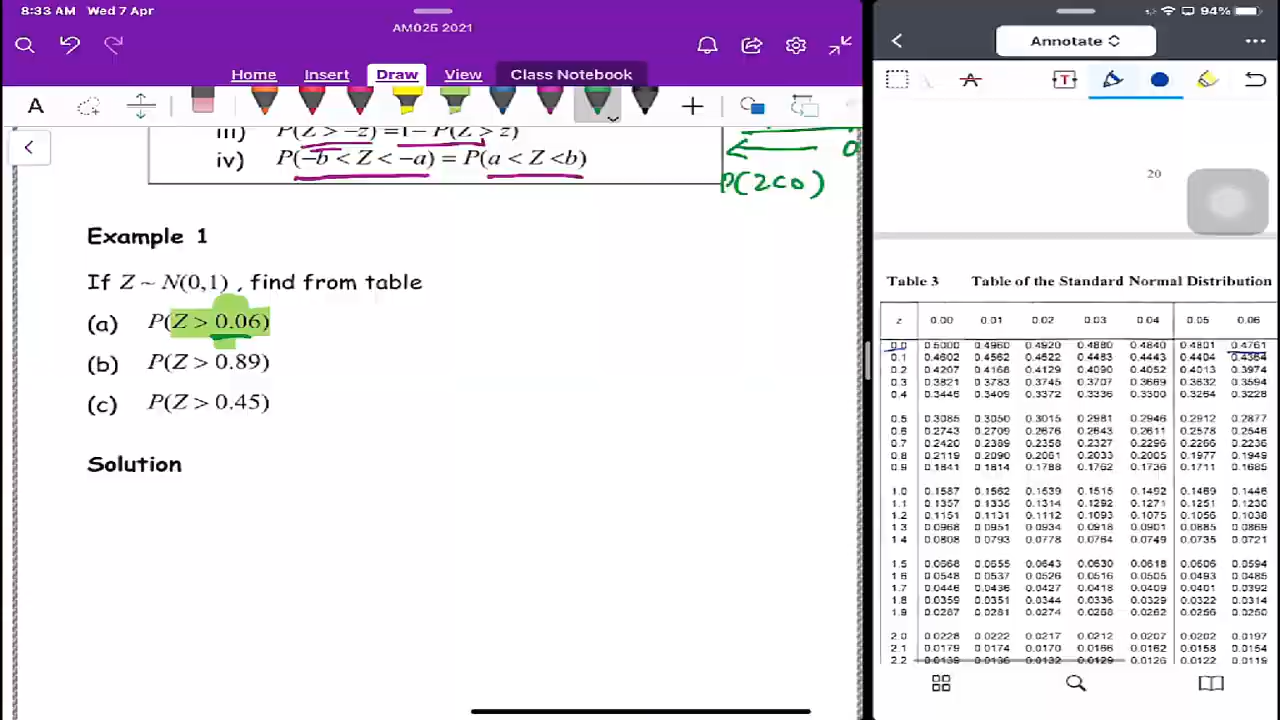 8:33 AM Wed 7 Apr
94%
AM025 2021
Home Insert Draw View Class Notebook
A
Annotate
T
iii) P(Z > −z) = 1 − P(Z > z)
iv) P(−b < Z < −a) = P(a < Z < b)
0
P(Z<0)
20
Example 1
If Z ~ N(0,1) , find from table
(a) P(Z > 0.06)
(b) P(Z > 0.89)
(c) P(Z > 0.45)
Solution
Table 3 Table of the Standard Normal Distribution
z 0.00 0.01 0.02 0.03 0.04 0.05 0.06
0.0 0.5000 0.4960 0.4920 0.4880 0.4840 0.4801 0.4761
0.1 0.4602 0.4562 0.4522 0.4483 0.4443 0.4404 0.4364
0.2 0.4207 0.4168 0.4129 0.4090 0.4052 0.4013 0.3974
0.3 0.3821 0.3783 0.3745 0.3707 0.3669 0.3632 0.3594
0.4 0.3446 0.3409 0.3372 0.3336 0.3300 0.3264 0.3228
0.5 0.3085 0.3050 0.3015 0.2981 0.2946 0.2912 0.2877
0.6 0.2743 0.2709 0.2676 0.2643 0.2611 0.2578 0.2546
0.7 0.2420 0.2389 0.2358 0.2327 0.2296 0.2266 0.2236
0.8 0.2119 0.2090 0.2061 0.2033 0.2005 0.1977 0.1949
0.9 0.1841 0.1814 0.1788 0.1762 0.1736 0.1711 0.1685
1.0 0.1587 0.1562 0.1539 0.1515 0.1492 0.1469 0.1446
1.1 0.1357 0.1335 0.1314 0.1292 0.1271 0.1251 0.1230
1.2 0.1151 0.1131 0.1112 0.1093 0.1075 0.1056 0.1038
1.3 0.0968 0.0951 0.0934 0.0918 0.0901 0.0885 0.0869
1.4 0.0808 0.0793 0.0778 0.0764 0.0749 0.0735 0.0721
1.5 0.0668 0.0655 0.0643 0.0630 0.0618 0.0606 0.0594
1.6 0.0548 0.0537 0.0526 0.0516 0.0505 0.0493 0.0485
1.7 0.0446 0.0436 0.0427 0.0418 0.0409 0.0401 0.0392
1.8 0.0359 0.0351 0.0344 0.0336 0.0329 0.0322 0.0314
1.9 0.0287 0.0281 0.0274 0.0268 0.0262 0.0256 0.0250
2.0 0.0228 0.0222 0.0217 0.0212 0.0207 0.0202 0.0197
2.1 0.0179 0.0174 0.0170 0.0166 0.0162 0.0158 0.0154
2.2 0.0139 0.0136 0.0132 0.0129 0.0126 0.0122 0.0119